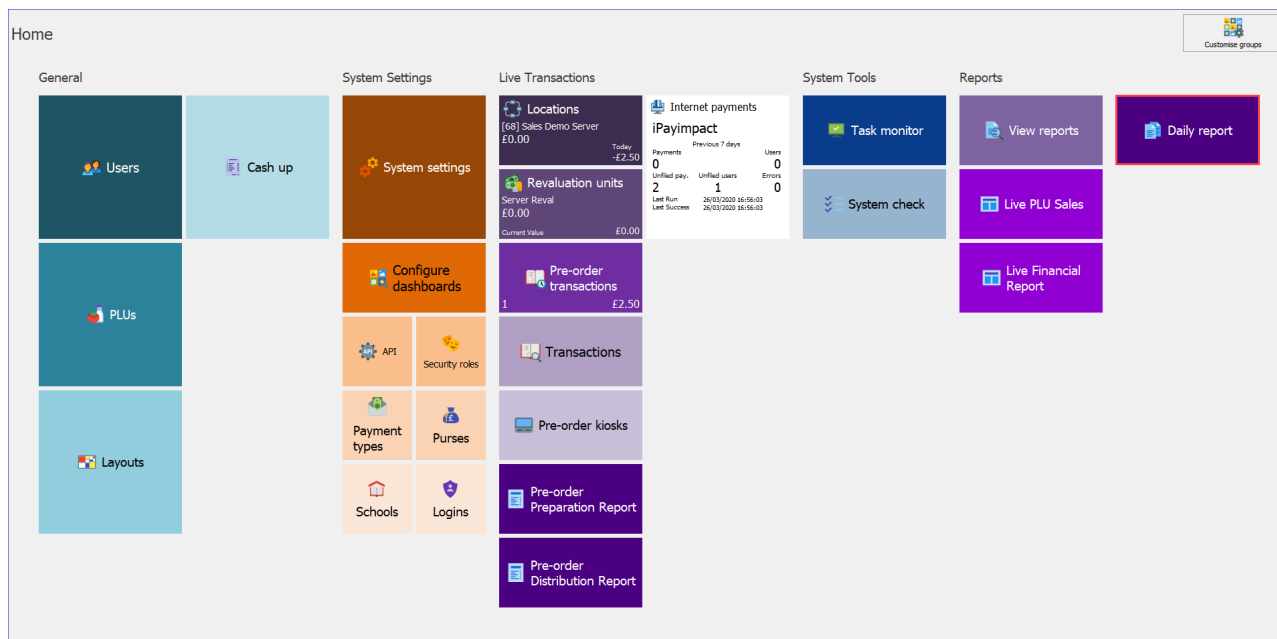 Home
Customise groups
General
Users
Cash up
PLUs
Layouts
System Settings
System settings
Configure
dashboards
API
Security roles
Payment
types
Purses
Schools
Logins
Live Transactions
Locations
[68] Sales Demo Server
£0.00
Today
-£2.50
Revaluation units
Server Reval
£0.00
Current Value £0.00
Pre-order
transactions
1 £2.50
Transactions
Pre-order kiosks
Pre-order
Preparation Report
Pre-order
Distribution Report
Internet payments
iPayimpact
Previous 7 days
Payments Users
0 0
Unfiled pay. Unfiled users Errors
2 1 0
Last Run 26/03/2020 16:56:03
Last Success 26/03/2020 16:56:03
System Tools
Task monitor
System check
Reports
View reports
Daily report
Live PLU Sales
Live Financial
Report